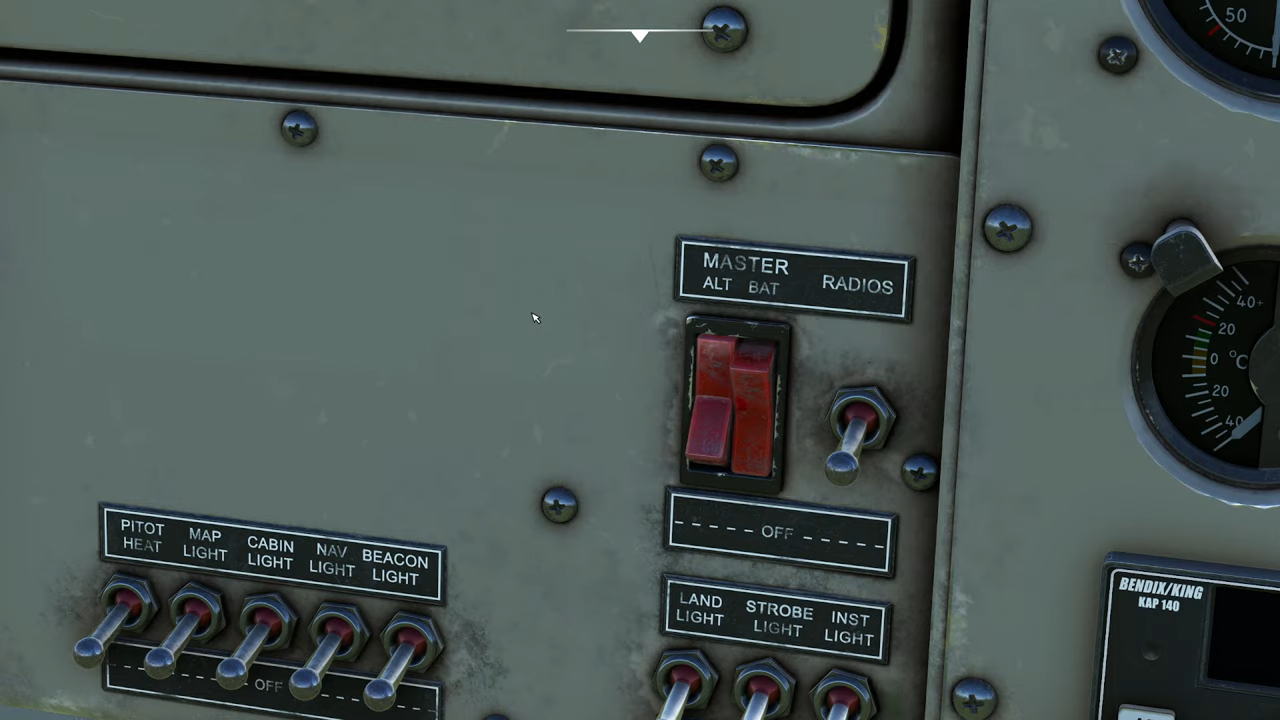 50
MASTER
ALT BAT RADIOS
40+
20
0 °C
20
40
OFF
PITOT HEAT
MAP LIGHT
CABIN LIGHT
NAV LIGHT
BEACON LIGHT
OFF
LAND LIGHT
STROBE LIGHT
INST LIGHT
BENDIX/KING
KAP 140